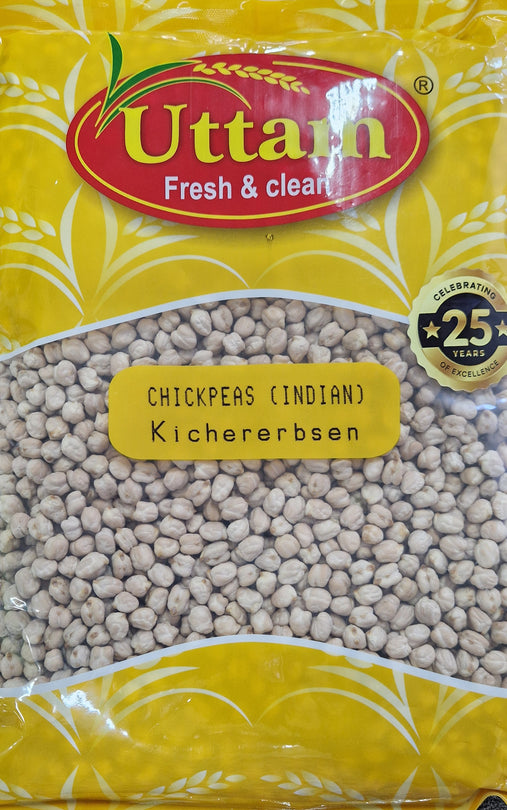 Uttam
®
Fresh & clean
CELEBRATING
25
YEARS
OF EXCELLENCE
CHICKPEAS (INDIAN)
Kichererbsen